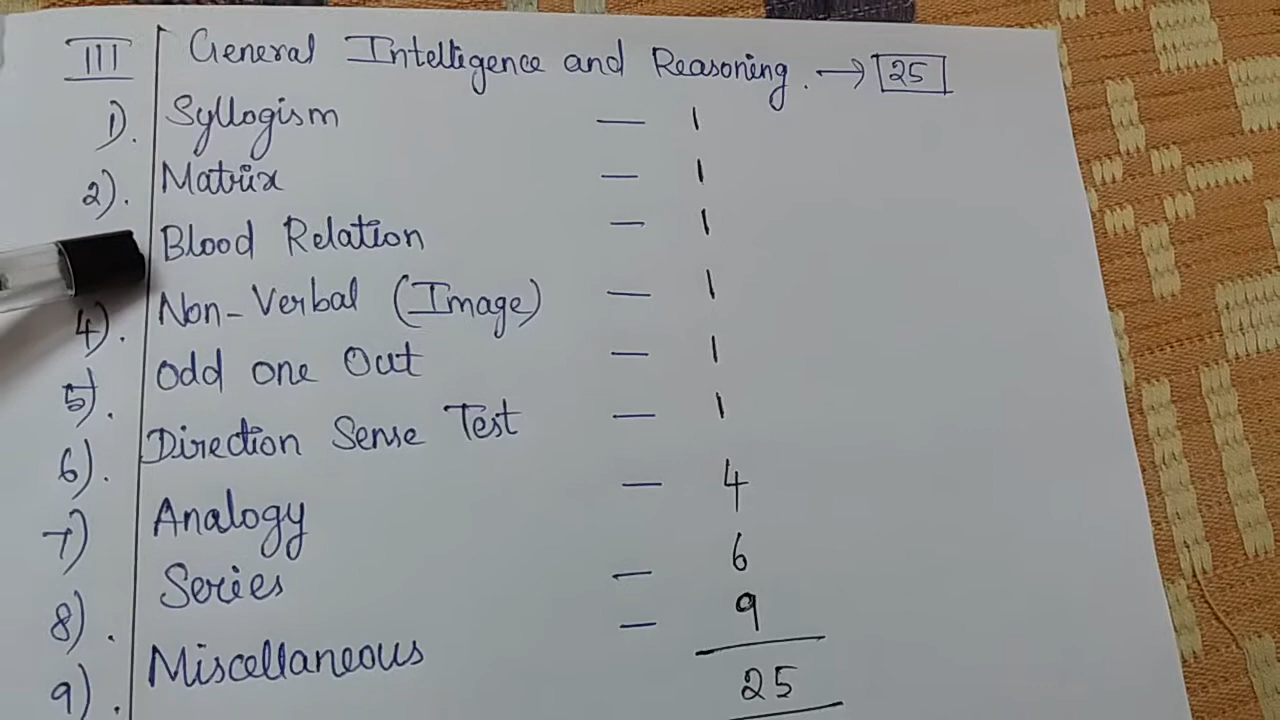 III General Intelligence and Reasoning. → 25
1). Syllogism — 1
2). Matrix — 1
Blood Relation — 1
4). Non-Verbal (Image) — 1
5). Odd one Out — 1
6). Direction Sense Test — 1
7) Analogy — 4
8). Series — 6
9). Miscellaneous — 9
25